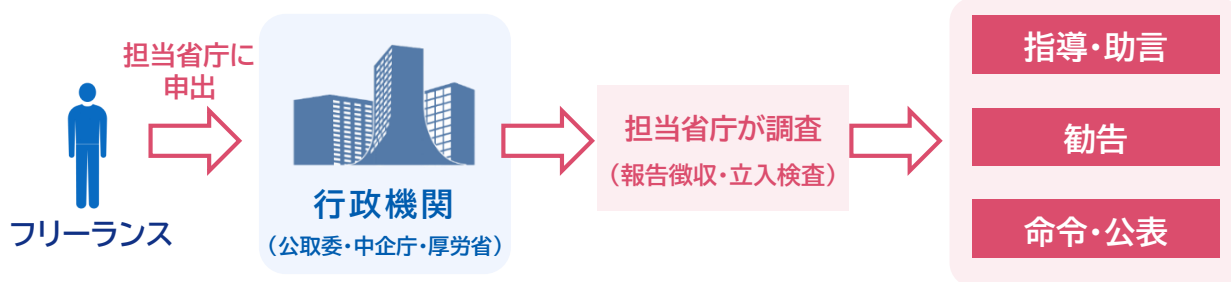 担当省庁に
申出
フリーランス
行政機関
（公取委・中企庁・厚労省）
担当省庁が調査
（報告徴収・立入検査）
指導・助言
勧告
命令・公表